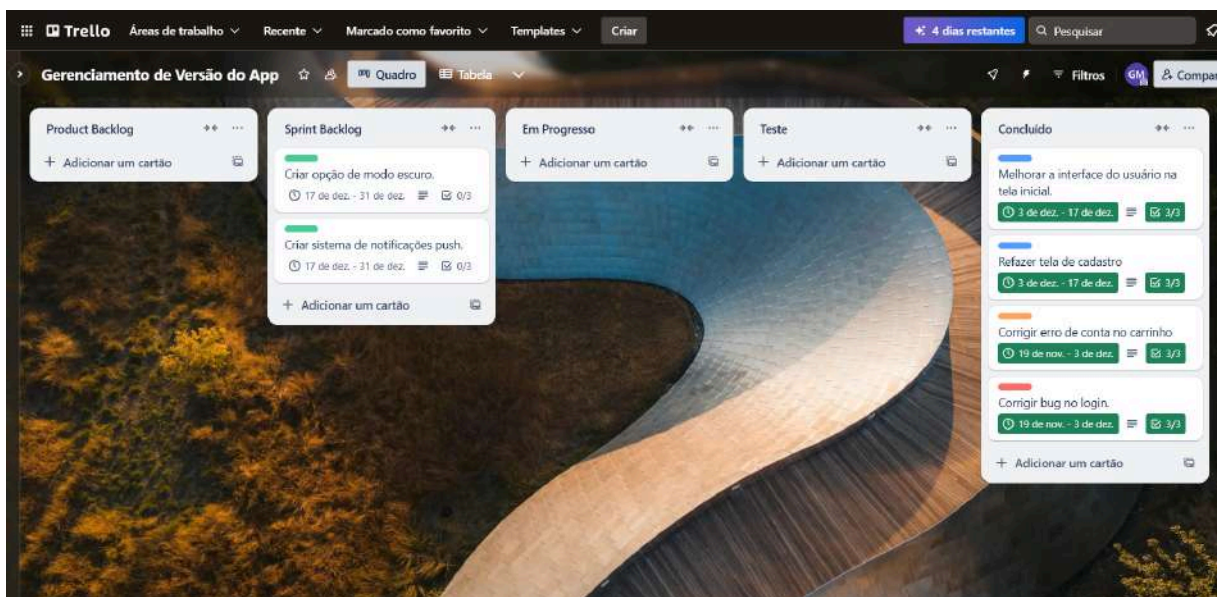 Trello Áreas de trabalho Recente Marcado como favorito Templates Criar 4 dias restantes Pesquisar
Gerenciamento de Versão do App Quadro Tabela Filtros GM Compar
Product Backlog
+ Adicionar um cartão
Sprint Backlog
Criar opção de modo escuro.
17 de dez. - 31 de dez. 0/3
Criar sistema de notificações push.
17 de dez. - 31 de dez. 0/3
+ Adicionar um cartão
Em Progresso
+ Adicionar um cartão
Teste
+ Adicionar um cartão
Concluído
Melhorar a interface do usuário na
tela inicial.
3 de dez. - 17 de dez. 3/3
Refazer tela de cadastro
3 de dez. - 17 de dez. 3/3
Corrigir erro de conta no carrinho
19 de nov. - 3 de dez. 3/3
Corrigir bug no login.
19 de nov. - 3 de dez. 3/3
+ Adicionar um cartão